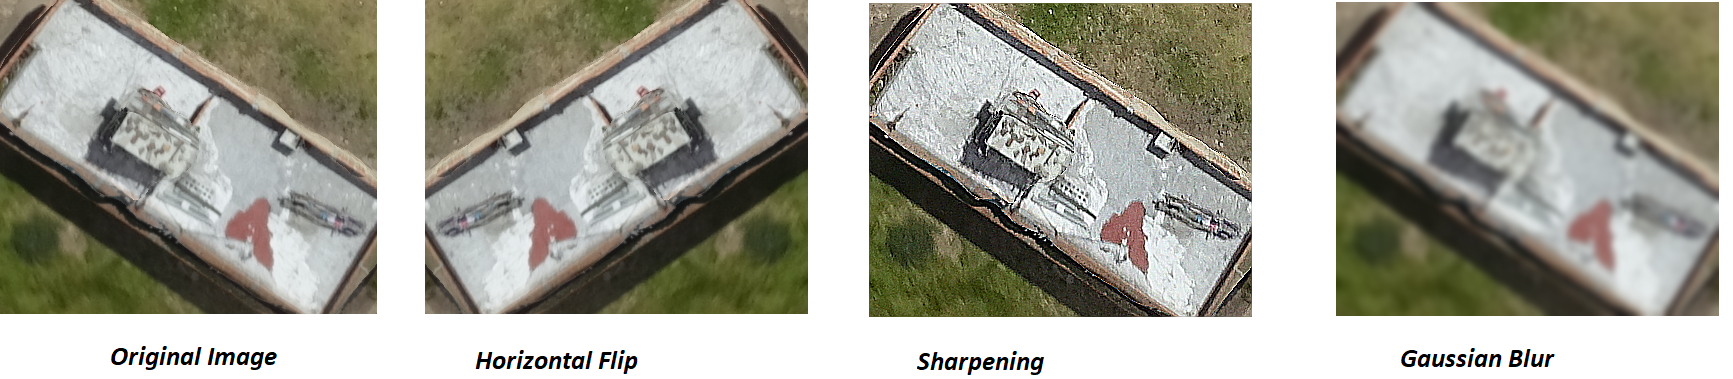 Original Image
Horizontal Flip
Sharpening
Gaussian Blur